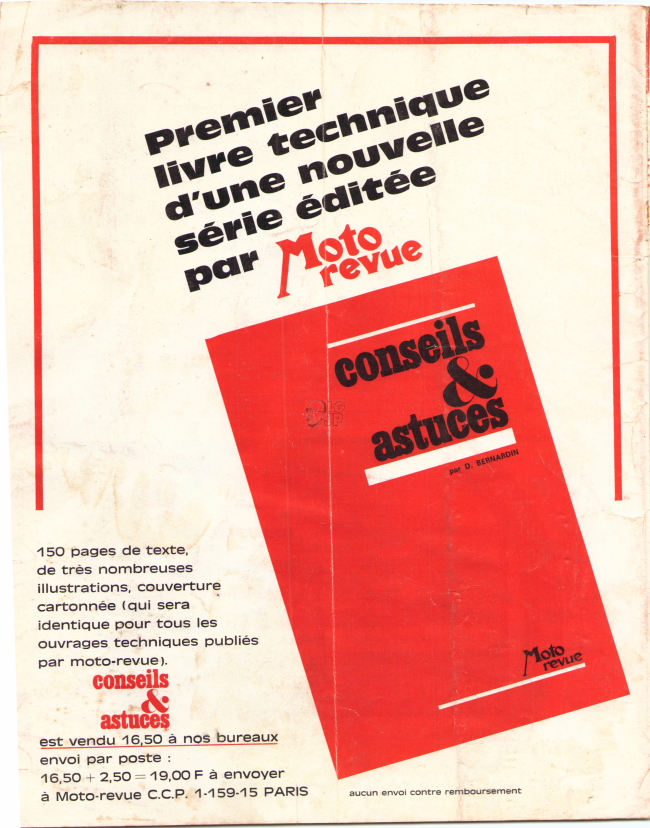 Premier
livre technique
d'une nouvelle
série éditée
par Moto revue
conseils
&
astuces
par D. BERNARDIN
Moto
revue
150 pages de texte,
de très nombreuses
illustrations, couverture
cartonnée (qui sera
identique pour tous les
ouvrages techniques publiés
par moto-revue).
conseils
&
astuces
est vendu 16,50 à nos bureaux
envoi par poste :
16,50 + 2,50 = 19,00 F à envoyer
à Moto-revue C.C.P. 1-159-15 PARIS
aucun envoi contre remboursement